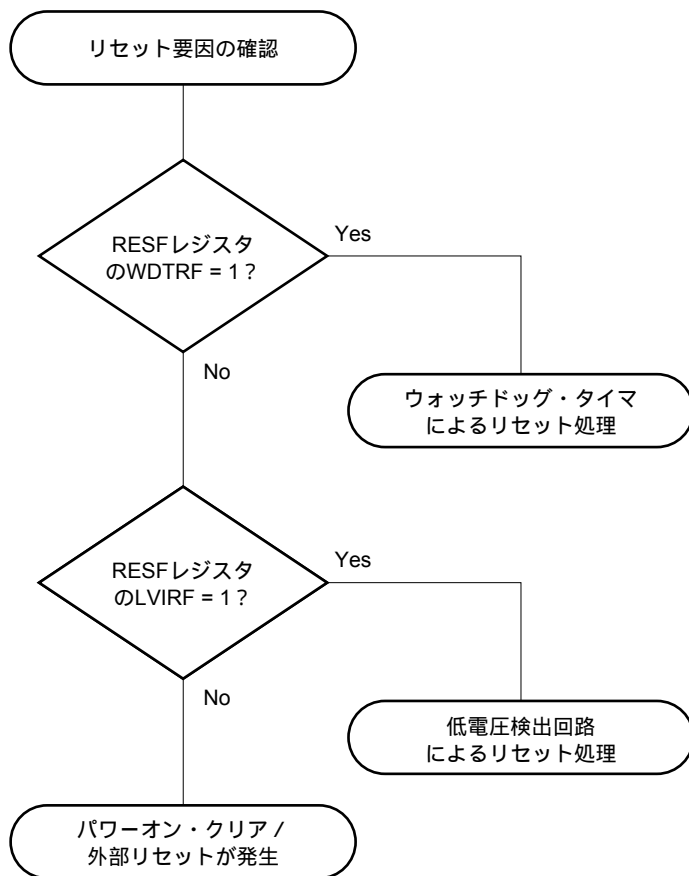 リセット要因の確認
RESFレジスタ
のWDTRF = 1？
Yes
No
ウォッチドッグ・タイマ
によるリセット処理
RESFレジスタ
のLVIRF = 1？
Yes
No
低電圧検出回路
によるリセット処理
パワーオン・クリア /
外部リセットが発生